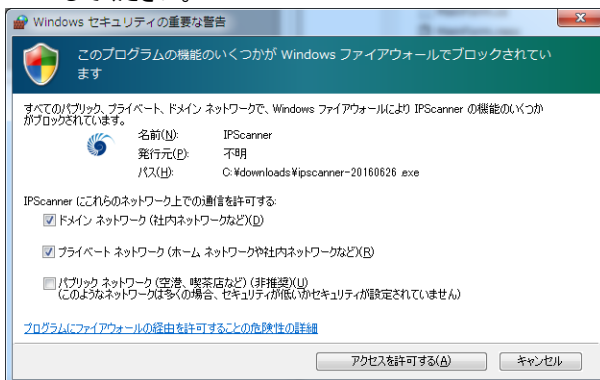 Windows セキュリティの重要な警告
このプログラムの機能のいくつかが Windows ファイアウォールでブロックされてい
ます
すべてのパブリック、プライベート、ドメイン ネットワークで、Windows ファイアウォールにより IPScanner の機能のいくつか
がブロックされています。
名前(N): IPScanner
発行元(P): 不明
パス(H): C:¥downloads¥ipscanner-20160626 .exe
IPScanner にこれらのネットワーク上での通信を許可する:
ドメイン ネットワーク (社内ネットワークなど)(D)
プライベート ネットワーク (ホーム ネットワークや社内ネットワークなど)(R)
パブリック ネットワーク (空港、喫茶店など) (非推奨)(U)
(このようなネットワークは多くの場合、セキュリティが低いかセキュリティが設定されていません)
プログラムにファイアウォールの経由を許可することの危険性の詳細
アクセスを許可する(A) キャンセル